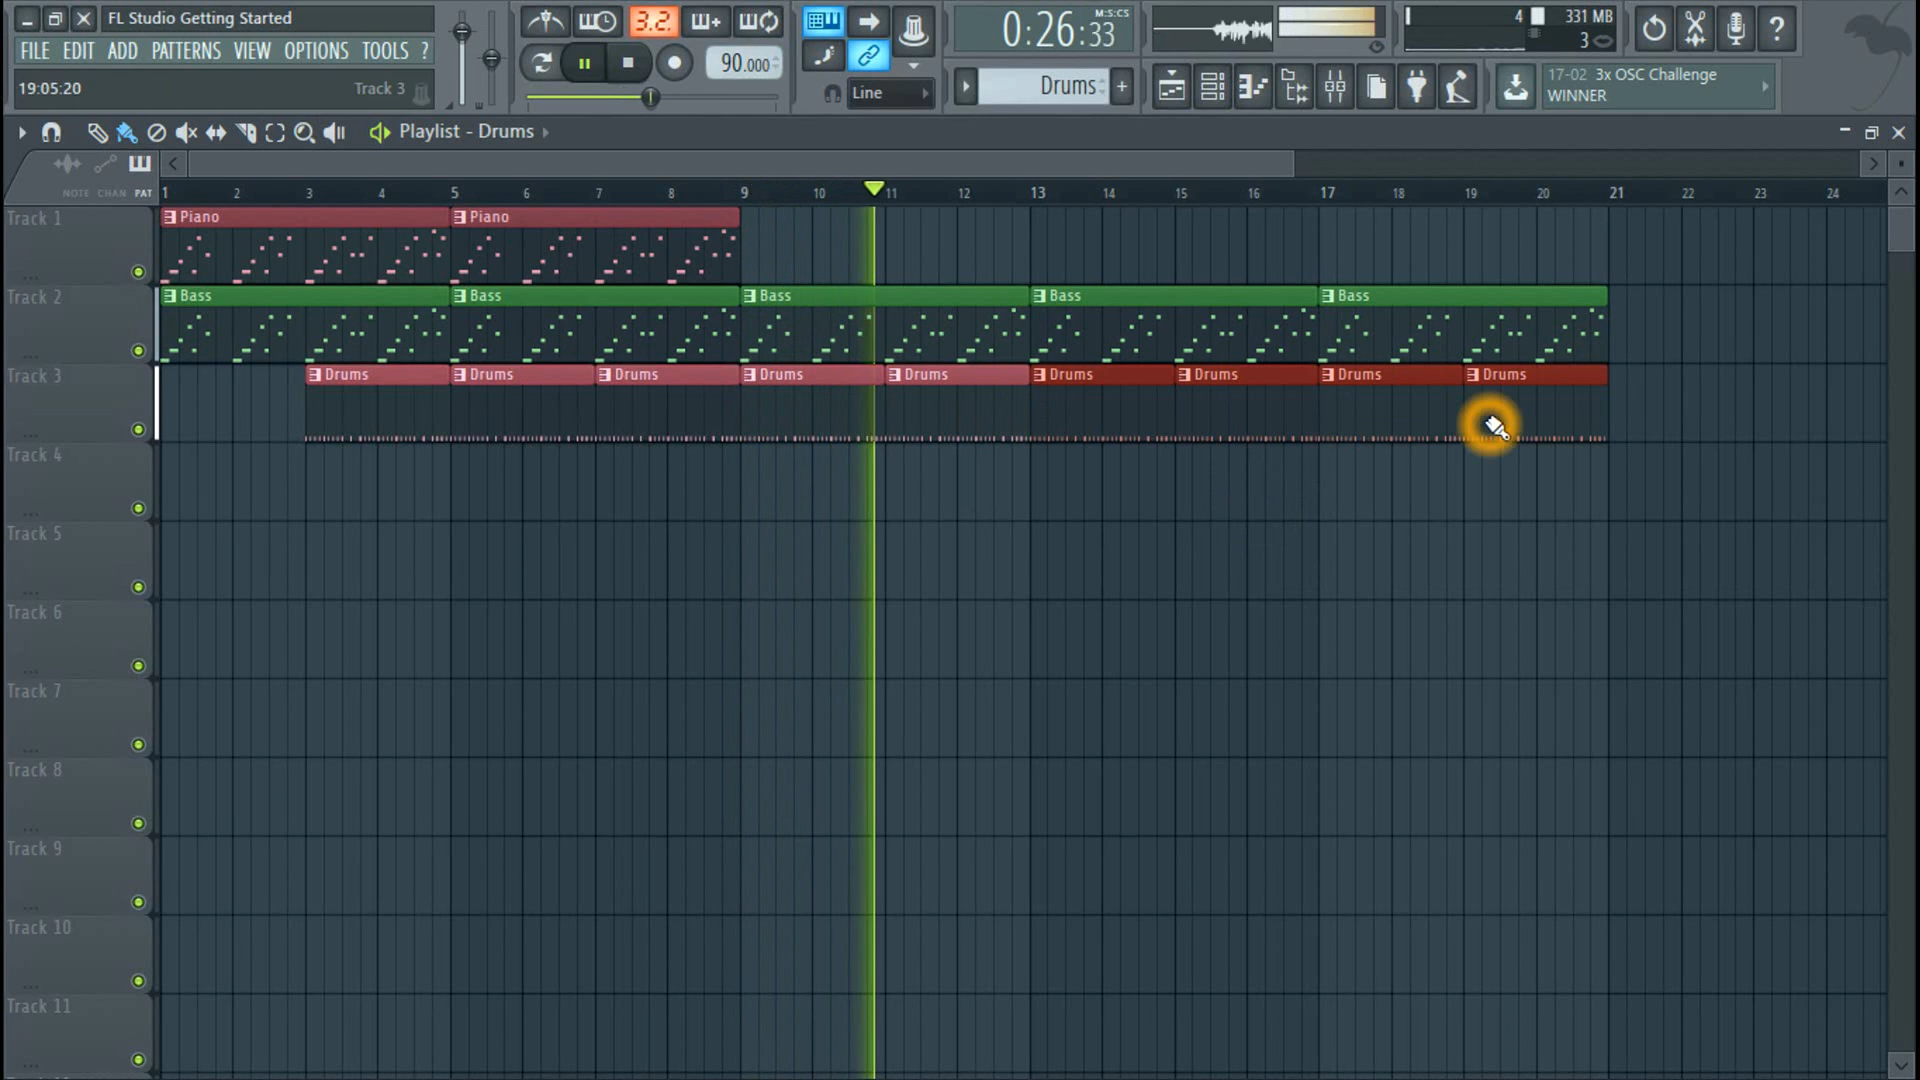 FL Studio Getting Started
FILE EDIT ADD PATTERNS VIEW OPTIONS TOOLS ?
19:05:20 Track 3
3.2.
90.000
Line
0:26:33 M:S:CS
Drums
4 331 MB
3
17-02 3x OSC Challenge
WINNER
Playlist - Drums
NOTE CHAN PAT
1 2 3 4 5 6 7 8 9 10 11 12 13 14 15 16 17 18 19 20 21 22 23 24
Track 1
Piano Piano
Track 2
Bass Bass Bass Bass Bass
Track 3
Drums Drums Drums Drums Drums Drums Drums Drums Drums
Track 4
Track 5
Track 6
Track 7
Track 8
Track 9
Track 10
Track 11